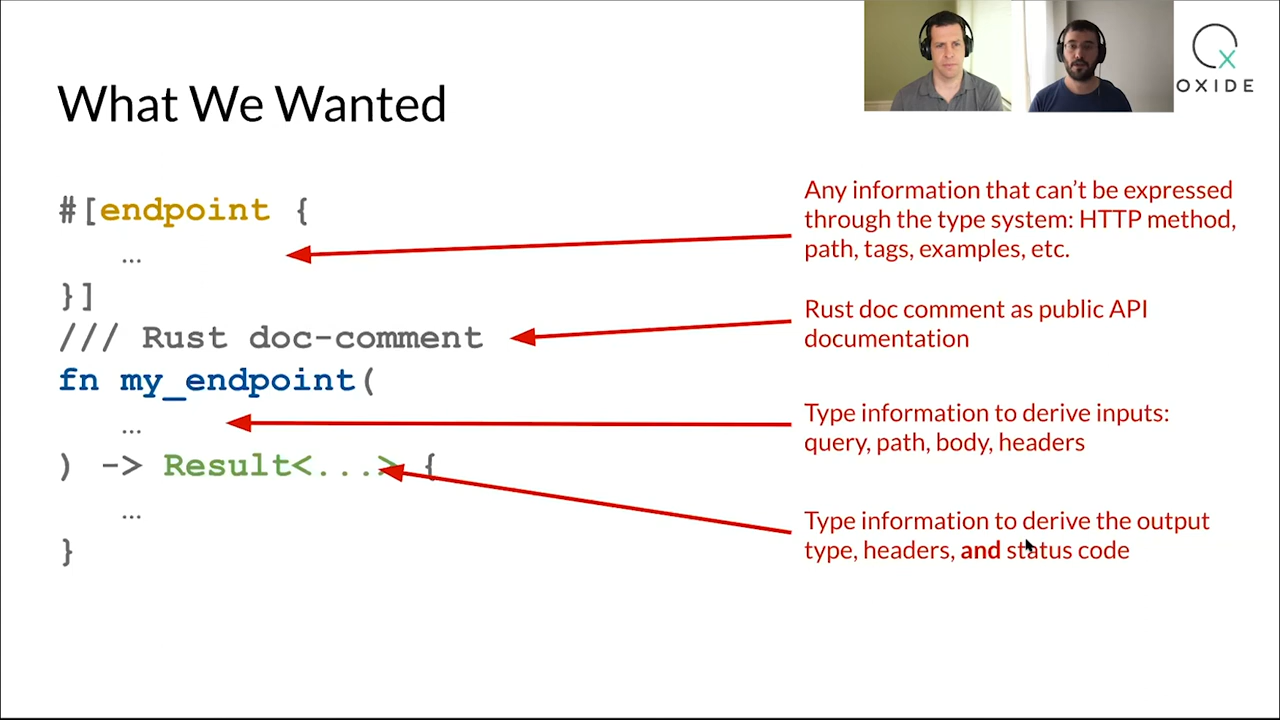 What We Wanted
OXIDE
#[endpoint {
…
}]
/// Rust doc-comment
fn my_endpoint(
…
) -> Result<...> {
…
}
Any information that can’t be expressed
through the type system: HTTP method,
path, tags, examples, etc.
Rust doc comment as public API
documentation
Type information to derive inputs:
query, path, body, headers
Type information to derive the output
type, headers, and status code